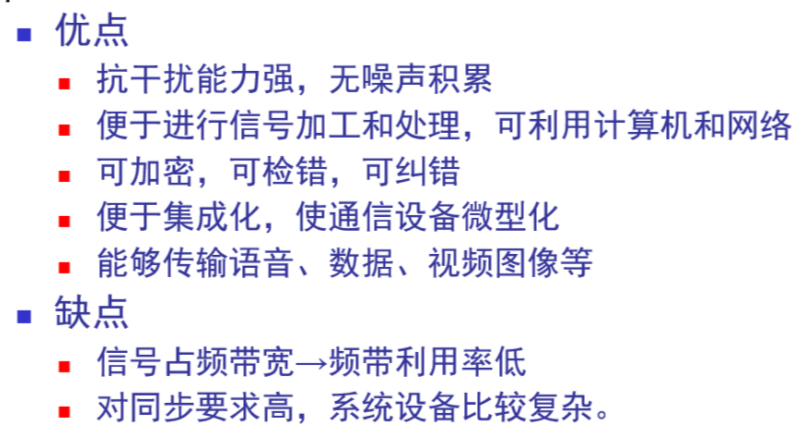 优点
抗干扰能力强，无噪声积累
便于进行信号加工和处理，可利用计算机和网络
可加密，可检错，可纠错
便于集成化，使通信设备微型化
能够传输语音、数据、视频图像等
缺点
信号占频带宽→频带利用率低
对同步要求高，系统设备比较复杂。